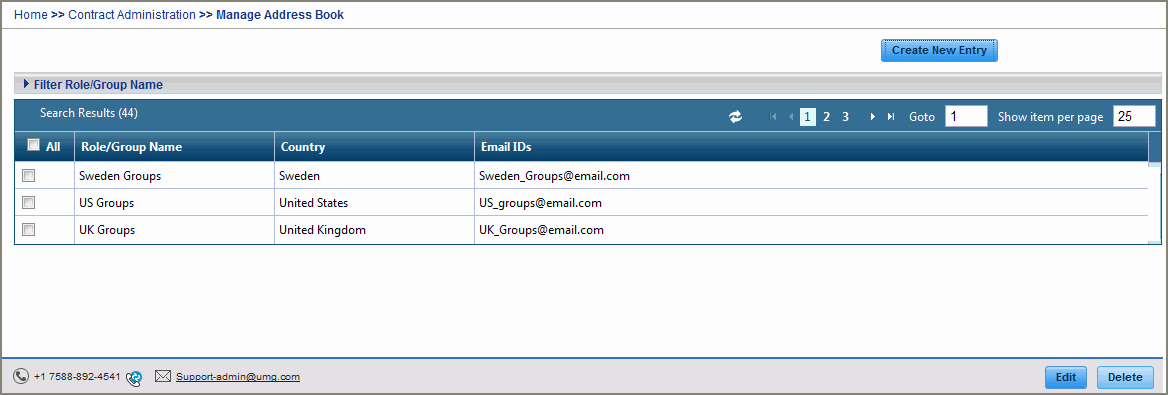 Home >> Contract Administration >> Manage Address Book
Create New Entry
Filter Role/Group Name
Search Results (44) 1 2 3 Goto 1 Show item per page 25
All Role/Group Name Country Email IDs
Sweden Groups Sweden Sweden_Groups@email.com
US Groups United States US_groups@email.com
UK Groups United Kingdom UK_Groups@email.com
+1 7588-892-4541 Support-admin@umg.com Edit Delete